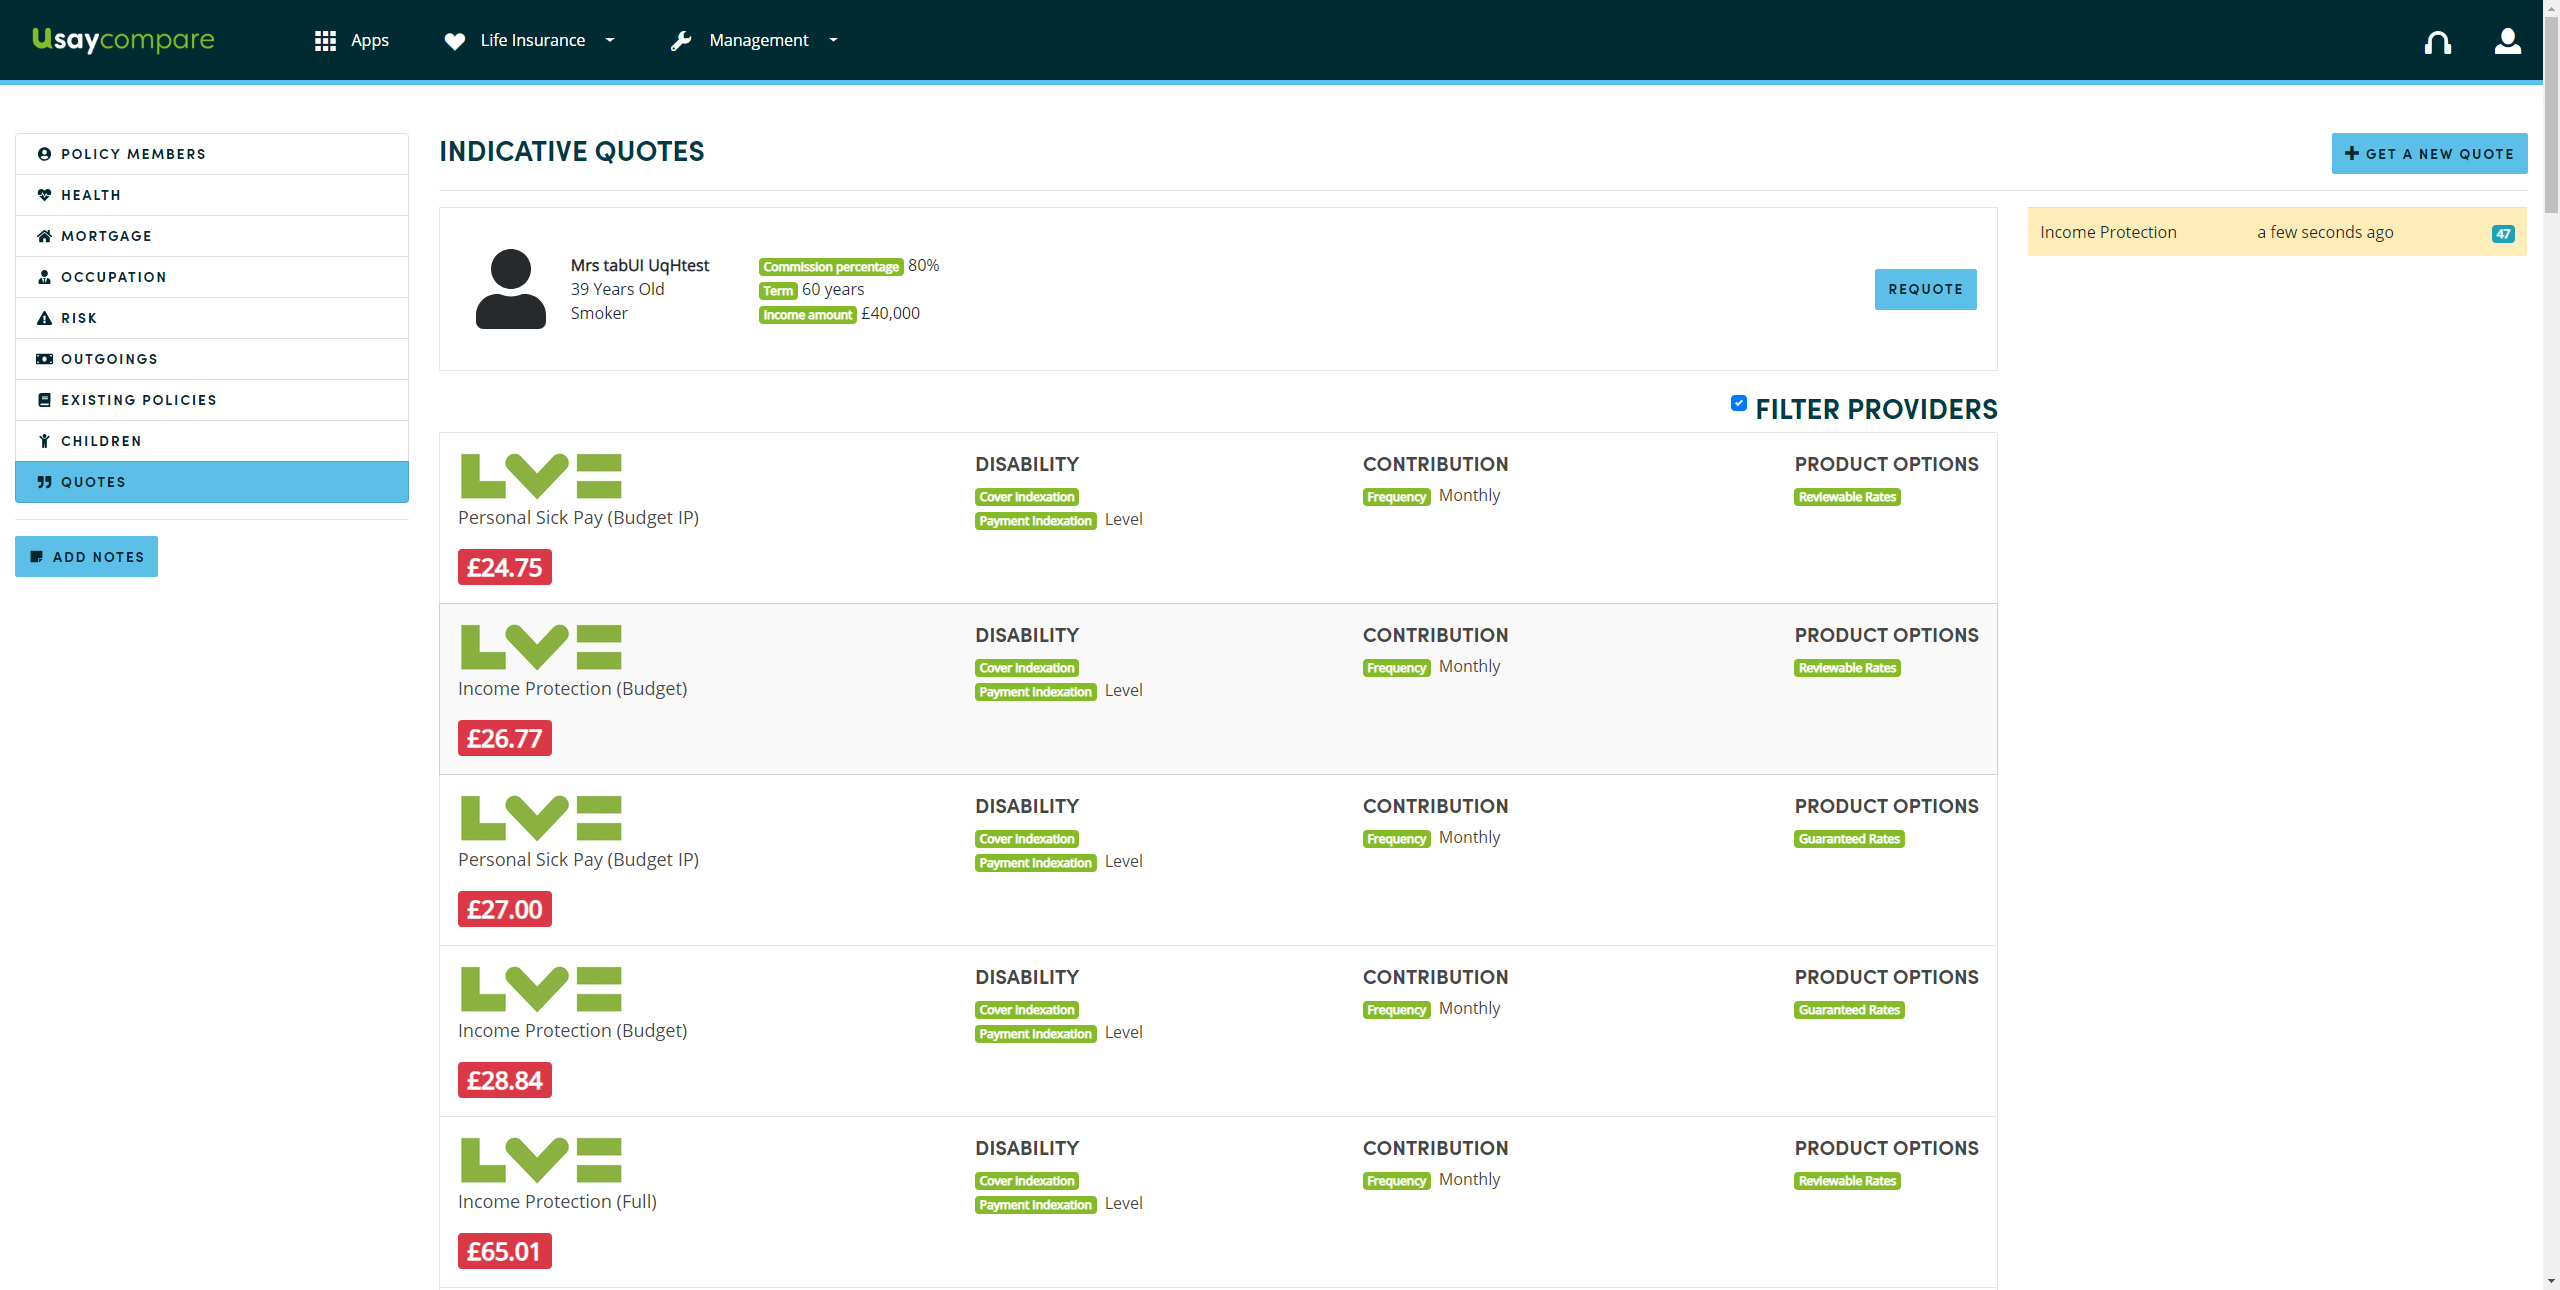 Usaycompare
Apps
Life Insurance
Management
POLICY MEMBERS
HEALTH
MORTGAGE
OCCUPATION
RISK
OUTGOINGS
EXISTING POLICIES
CHILDREN
QUOTES
ADD NOTES
INDICATIVE QUOTES
GET A NEW QUOTE
Mrs tabUI UqHtest
39 Years Old
Smoker
Commission percentage 80%
Term 60 years
Income amount £40,000
REQUOTE
Income Protection a few seconds ago 47
FILTER PROVIDERS
LV=
Personal Sick Pay (Budget IP)
£24.75
DISABILITY
Cover Indexation
Payment Indexation Level
CONTRIBUTION
Frequency Monthly
PRODUCT OPTIONS
Reviewable Rates
LV=
Income Protection (Budget)
£26.77
DISABILITY
Cover Indexation
Payment Indexation Level
CONTRIBUTION
Frequency Monthly
PRODUCT OPTIONS
Reviewable Rates
LV=
Personal Sick Pay (Budget IP)
£27.00
DISABILITY
Cover Indexation
Payment Indexation Level
CONTRIBUTION
Frequency Monthly
PRODUCT OPTIONS
Guaranteed Rates
LV=
Income Protection (Budget)
£28.84
DISABILITY
Cover Indexation
Payment Indexation Level
CONTRIBUTION
Frequency Monthly
PRODUCT OPTIONS
Guaranteed Rates
LV=
Income Protection (Full)
£65.01
DISABILITY
Cover Indexation
Payment Indexation Level
CONTRIBUTION
Frequency Monthly
PRODUCT OPTIONS
Reviewable Rates